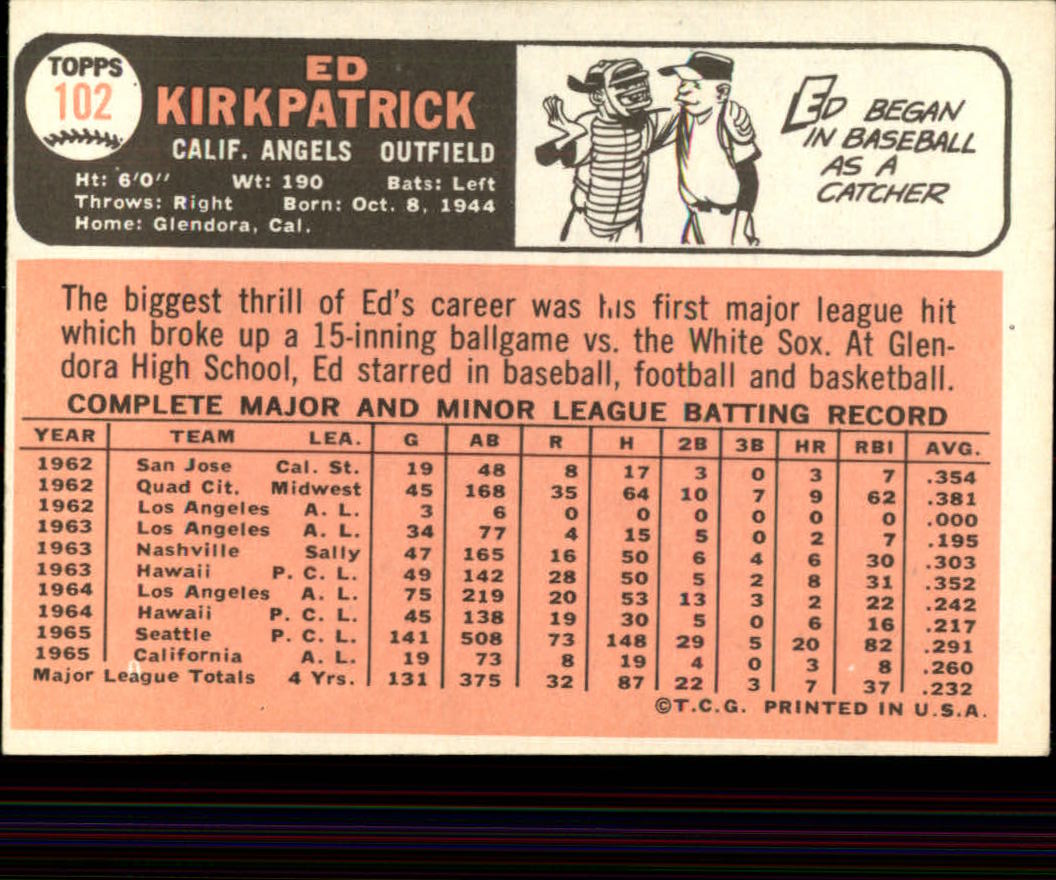 TOPPS
102
ED
KIRKPATRICK
CALIF. ANGELS OUTFIELD
Ht: 6'0" Wt: 190 Bats: Left
Throws: Right Born: Oct. 8, 1944
Home: Glendora, Cal.
ED BEGAN
IN BASEBALL
AS A
CATCHER
The biggest thrill of Ed's career was his first major league hit
which broke up a 15-inning ballgame vs. the White Sox. At Glen-
dora High School, Ed starred in baseball, football and basketball.
COMPLETE MAJOR AND MINOR LEAGUE BATTING RECORD
YEAR TEAM LEA. G AB R H 2B 3B HR RBI AVG.
1962 San Jose Cal. St. 19 48 8 17 3 0 3 7 .354
1962 Quad Cit. Midwest 45 168 35 64 10 7 9 62 .381
1962 Los Angeles A. L. 3 6 0 0 0 0 0 0 .000
1963 Los Angeles A. L. 34 77 4 15 5 0 2 7 .195
1963 Nashville Sally 47 165 16 50 6 4 6 30 .303
1963 Hawaii P. C. L. 49 142 28 50 5 2 8 31 .352
1964 Los Angeles A. L. 75 219 20 53 13 3 2 22 .242
1964 Hawaii P. C. L. 45 138 19 30 5 0 6 16 .217
1965 Seattle P. C. L. 141 508 73 148 29 5 20 82 .291
1965 California A. L. 19 73 8 19 4 0 3 8 .260
Major League Totals 4 Yrs. 131 375 32 87 22 3 7 37 .232
©T.C.G. PRINTED IN U.S.A.